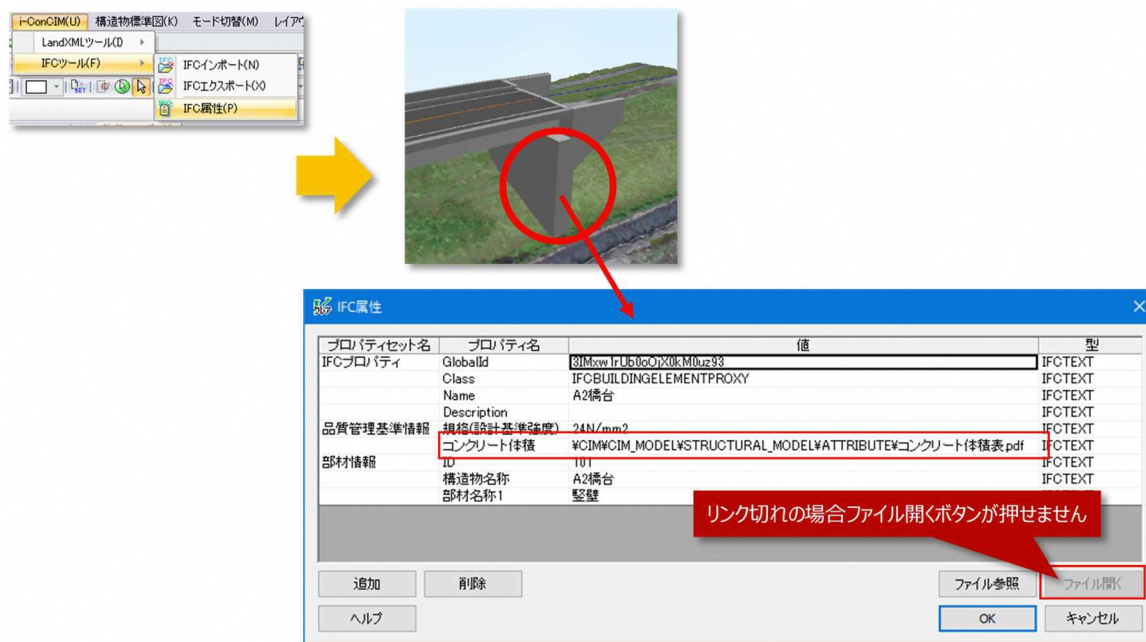 i-ConCIM(U) 構造物標準図(K) モード切替(M) レイアウ
LandXMLツール(I)
IFCツール(F)
IFCインポート(N)
IFCエクスポート(X)
IFC属性(P)
IFC属性
プロパティセット名 プロパティ名 値 型
IFCプロパティ GlobalId 3IMxw1rUb0oOjX0kM0uz93 IFCTEXT
Class IFCBUILDINGELEMENTPROXY IFCTEXT
Name A2橋台 IFCTEXT
Description IFCTEXT
品質管理基準情報 規格(設計基準強度) 24N/mm2 IFCTEXT
コンクリート体積 ¥CIM¥CIM_MODEL¥STRUCTURAL_MODEL¥ATTRIBUTE¥コンクリート体積表.pdf IFCTEXT
部材情報 ID 101 IFCTEXT
構造物名称 A2橋台 IFCTEXT
部材名称1 竪壁
リンク切れの場合ファイル開くボタンが押せません
追加 削除 ファイル参照 ファイル開く
ヘルプ OK キャンセル